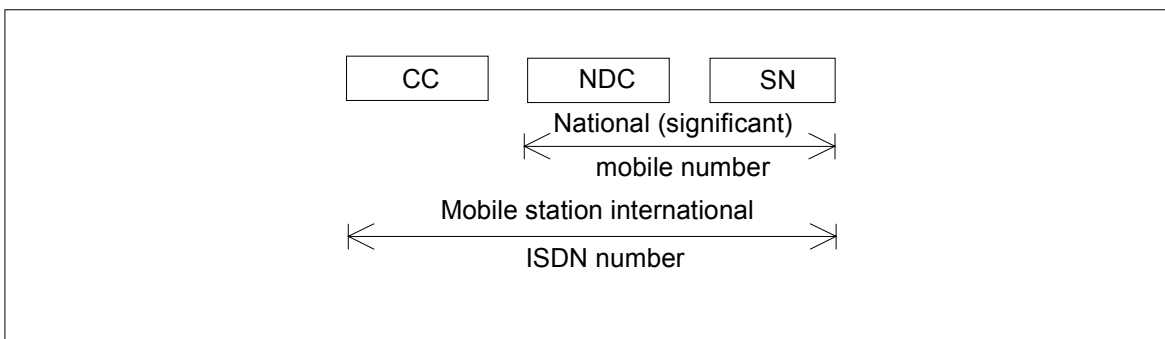 CC NDC SN
National (significant)
mobile number
Mobile station international
ISDN number